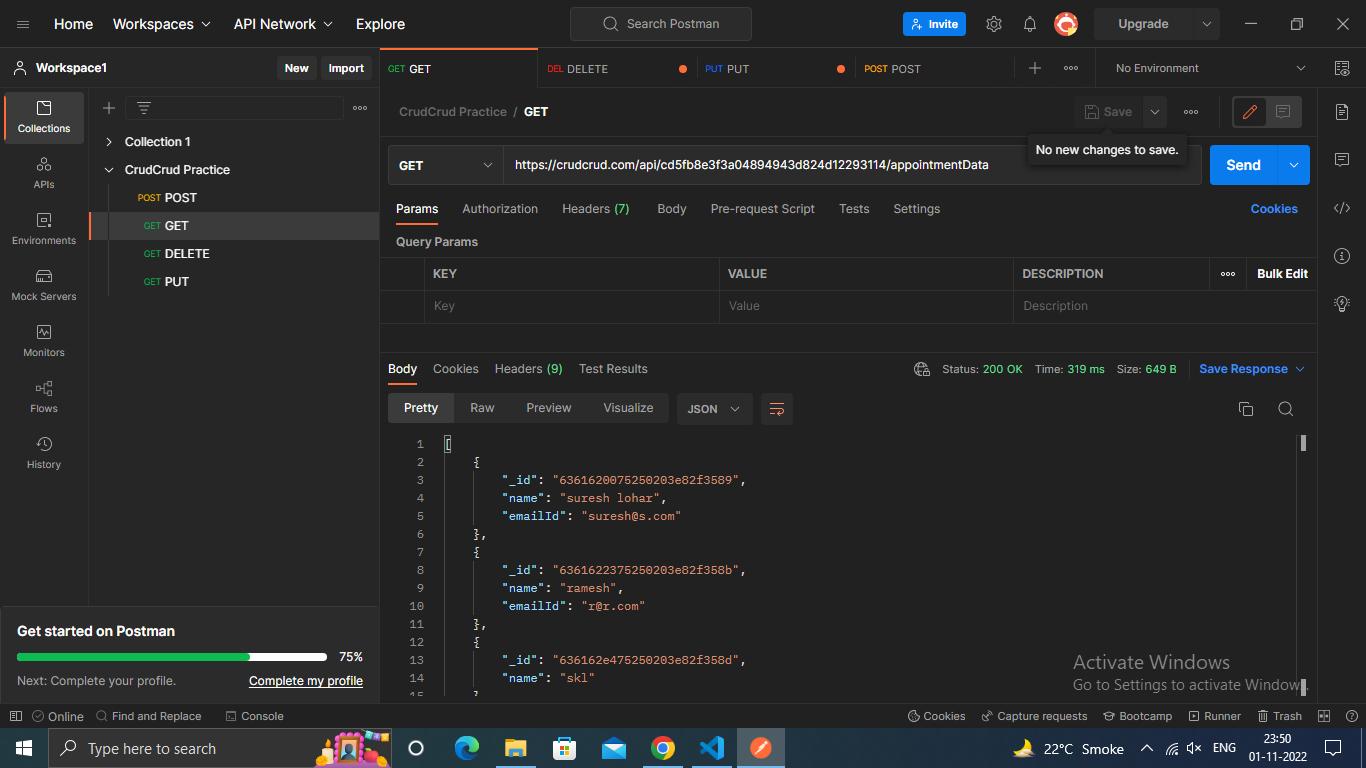 Home Workspaces API Network Explore Search Postman Invite Upgrade
Workspace1 New Import GET GET DEL DELETE PUT PUT POST POST No Environment
Collections
APIs
Environments
Mock Servers
Monitors
Flows
History
Collection 1
CrudCrud Practice
POST POST
GET GET
GET DELETE
GET PUT
CrudCrud Practice / GET Save
No new changes to save.
GET https://crudcrud.com/api/cd5fb8e3f3a04894943d824d12293114/appointmentData Send
Params Authorization Headers (7) Body Pre-request Script Tests Settings Cookies
Query Params
KEY VALUE DESCRIPTION Bulk Edit
Key Value Description
Body Cookies Headers (9) Test Results Status: 200 OK Time: 319 ms Size: 649 B Save Response
Pretty Raw Preview Visualize JSON
1 [
2 {
3 "_id": "6361620075250203e82f3589",
4 "name": "suresh lohar",
5 "emailId": "suresh@s.com"
6 },
7 {
8 "_id": "6361622375250203e82f358b",
9 "name": "ramesh",
10 "emailId": "r@r.com"
11 },
12 {
13 "_id": "636162e475250203e82f358d",
14 "name": "skl"
15 }
Get started on Postman
75%
Next: Complete your profile. Complete my profile
Activate Windows
Go to Settings to activate Windows.
Online Find and Replace Console Cookies Capture requests Bootcamp Runner Trash
Type here to search 22°C Smoke ENG 23:50
01-11-2022